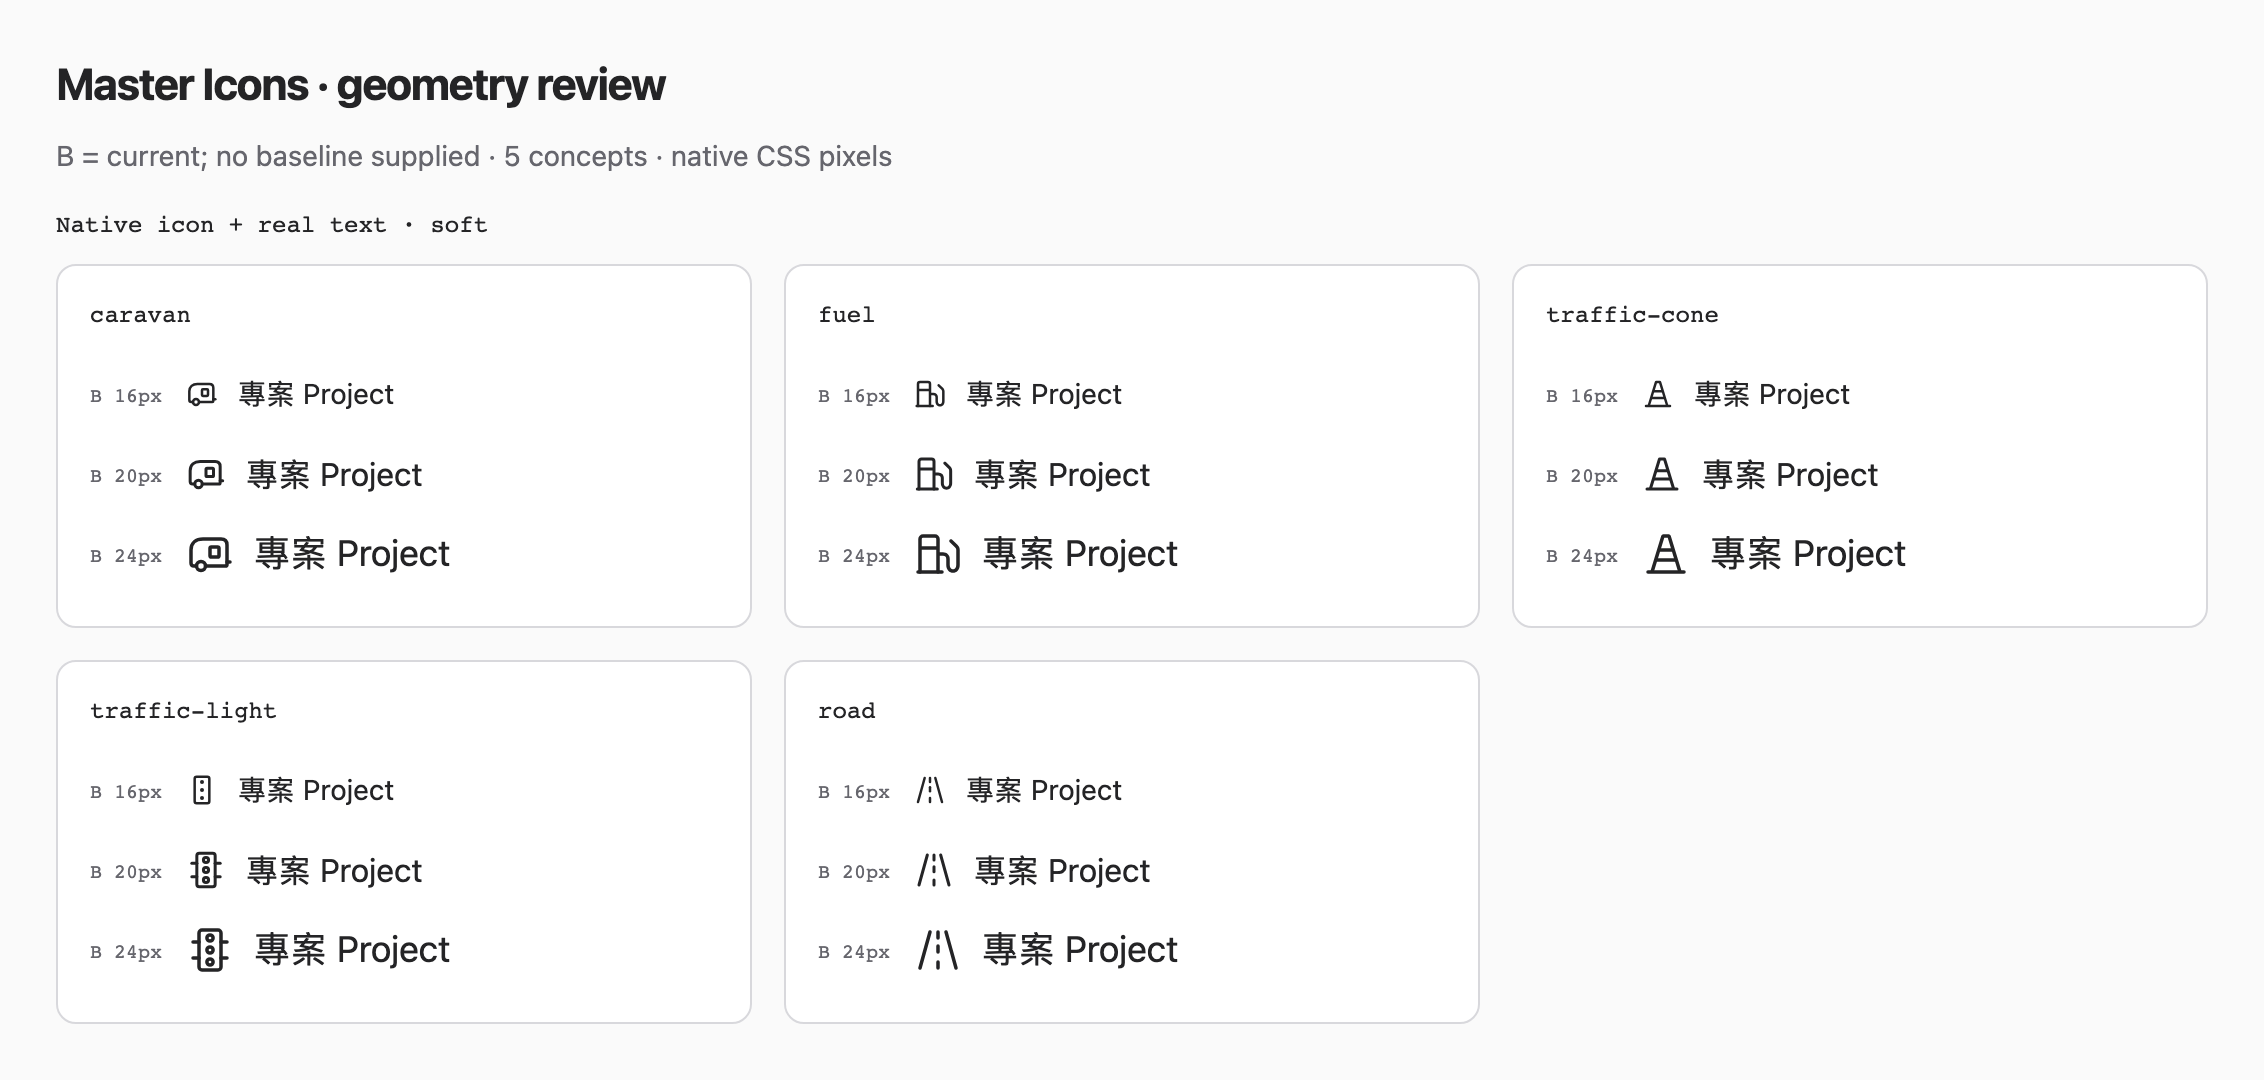 Master Icons · geometry review
B = current; no baseline supplied · 5 concepts · native CSS pixels
Native icon + real text · soft
caravan
B 16px 專案 Project
B 20px 專案 Project
B 24px 專案 Project
fuel
B 16px 專案 Project
B 20px 專案 Project
B 24px 專案 Project
traffic-cone
B 16px 專案 Project
B 20px 專案 Project
B 24px 專案 Project
traffic-light
B 16px 專案 Project
B 20px 專案 Project
B 24px 專案 Project
road
B 16px 專案 Project
B 20px 專案 Project
B 24px 專案 Project